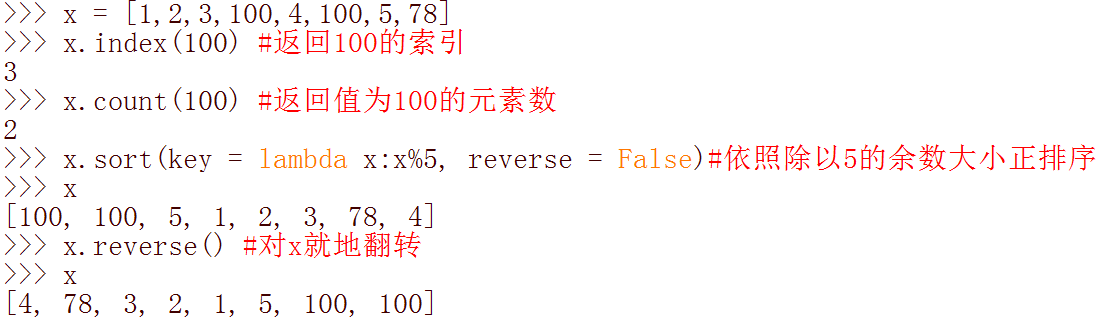 >>> x = [1,2,3,100,4,100,5,78]
>>> x.index(100) #返回100的索引
3
>>> x.count(100) #返回值为100的元素数
2
>>> x.sort(key = lambda x:x%5, reverse = False)#依照除以5的余数大小正排序
>>> x
[100, 100, 5, 1, 2, 3, 78, 4]
>>> x.reverse() #对x就地翻转
>>> x
[4, 78, 3, 2, 1, 5, 100, 100]